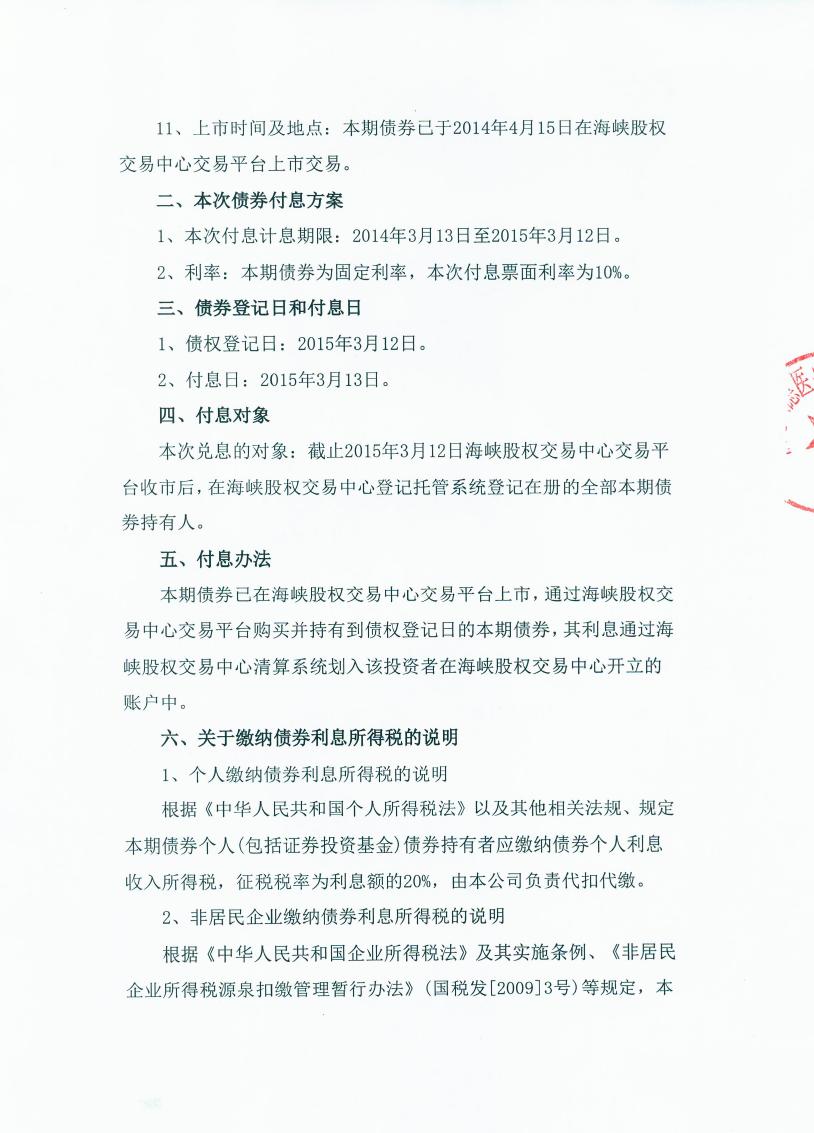 11、上市时间及地点：本期债券已于2014年4月15日在海峡股权
交易中心交易平台上市交易。
二、本次债券付息方案
1、本次付息计息期限：2014年3月13日至2015年3月12日。
2、利率：本期债券为固定利率，本次付息票面利率为10%。
三、债券登记日和付息日
1、债权登记日：2015年3月12日。
2、付息日：2015年3月13日。
四、付息对象
本次兑息的对象：截止2015年3月12日海峡股权交易中心交易平
台收市后，在海峡股权交易中心登记托管系统登记在册的全部本期债
券持有人。
五、付息办法
本期债券已在海峡股权交易中心交易平台上市，通过海峡股权交
易中心交易平台购买并持有到债权登记日的本期债券，其利息通过海
峡股权交易中心清算系统划入该投资者在海峡股权交易中心开立的
账户中。
六、关于缴纳债券利息所得税的说明
1、个人缴纳债券利息所得税的说明
根据《中华人民共和国个人所得税法》以及其他相关法规、规定
本期债券个人(包括证券投资基金)债券持有者应缴纳债券个人利息
收入所得税，征税税率为利息额的20%，由本公司负责代扣代缴。
2、非居民企业缴纳债券利息所得税的说明
根据《中华人民共和国企业所得税法》及其实施条例、《非居民
企业所得税源泉扣缴管理暂行办法》(国税发[2009]3号)等规定，本
医